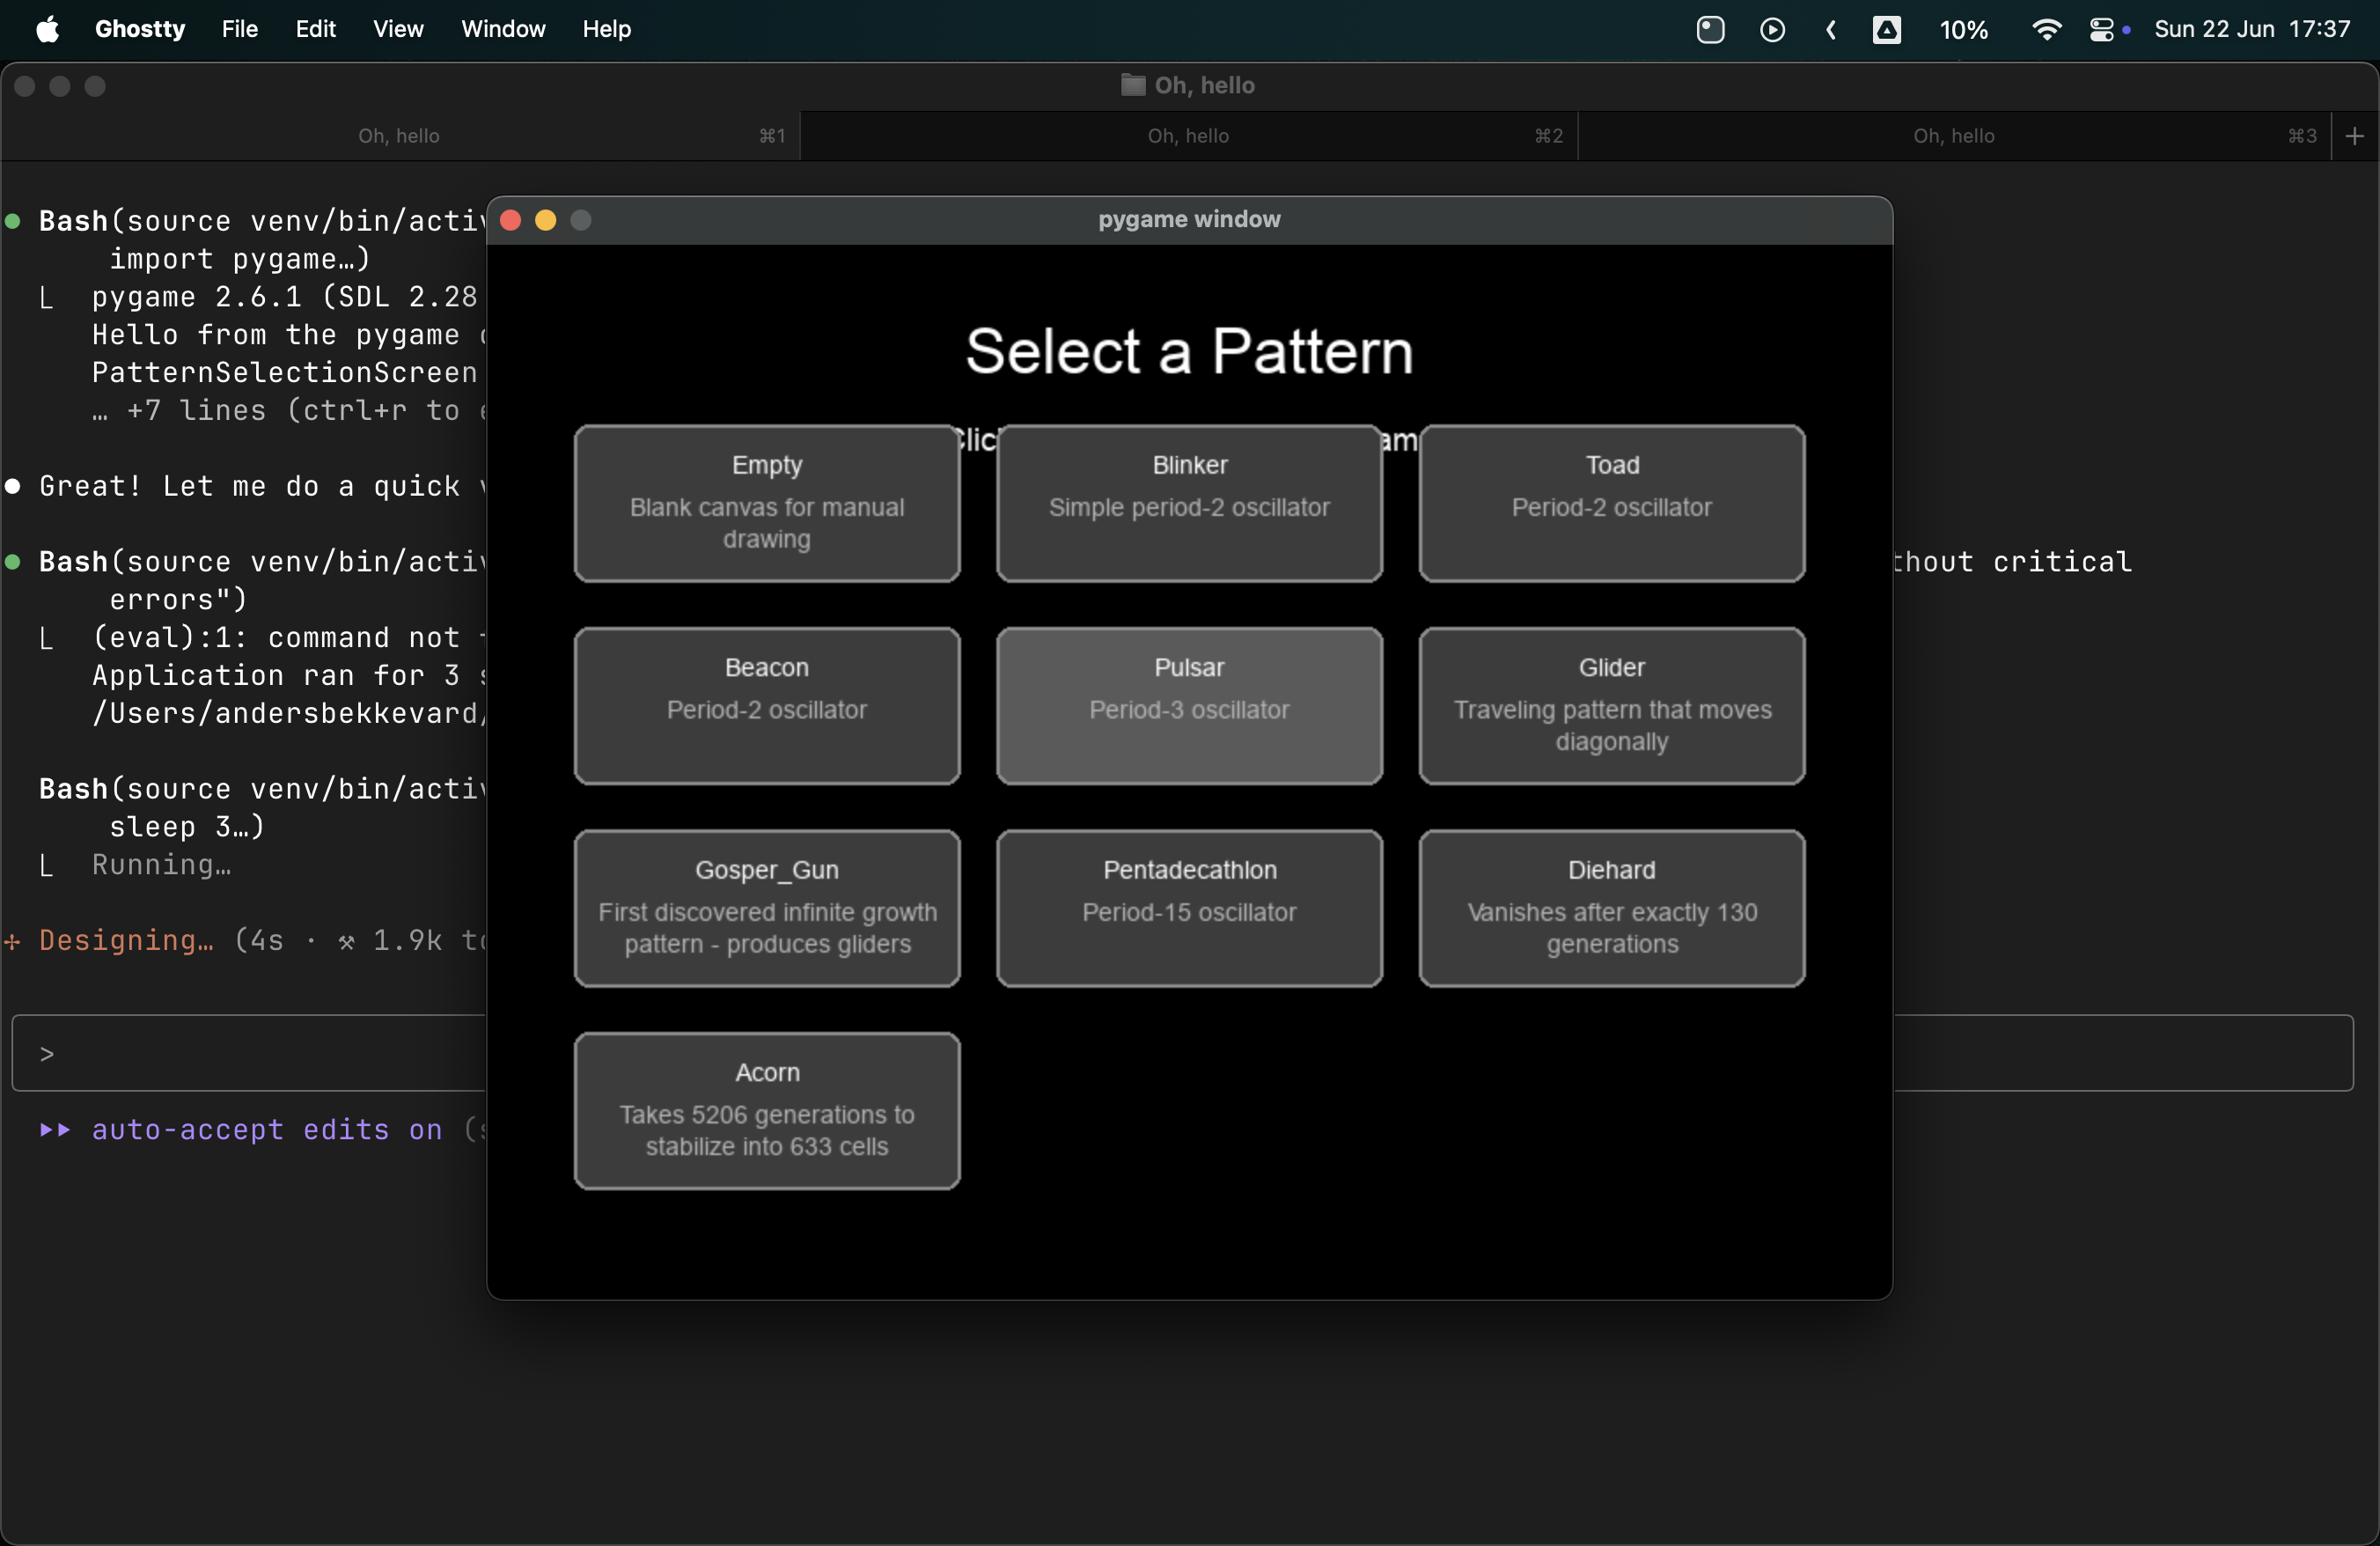 Ghostty File Edit View Window Help 10% Sun 22 Jun 17:37
Oh, hello
Oh, hello ⌘1 Oh, hello ⌘2 Oh, hello ⌘3 +
pygame window
Bash(source venv/bin/activ
import pygame…)
pygame 2.6.1 (SDL 2.28
Hello from the pygame
PatternSelectionScreen
… +7 lines (ctrl+r to
Great! Let me do a quick
Bash(source venv/bin/activ
thout critical
errors")
(eval):1: command not
Application ran for 3
/Users/andersbekkevard/
Bash(source venv/bin/activ
sleep 3…)
Running…
Designing… (4s · ⚒ 1.9k
>
auto-accept edits on
Select a Pattern
Empty
Blank canvas for manual
drawing
Blinker
Simple period-2 oscillator
Toad
Period-2 oscillator
Beacon
Period-2 oscillator
Pulsar
Period-3 oscillator
Glider
Traveling pattern that moves
diagonally
Gosper_Gun
First discovered infinite growth
pattern - produces gliders
Pentadecathlon
Period-15 oscillator
Diehard
Vanishes after exactly 130
generations
Acorn
Takes 5206 generations to
stabilize into 633 cells